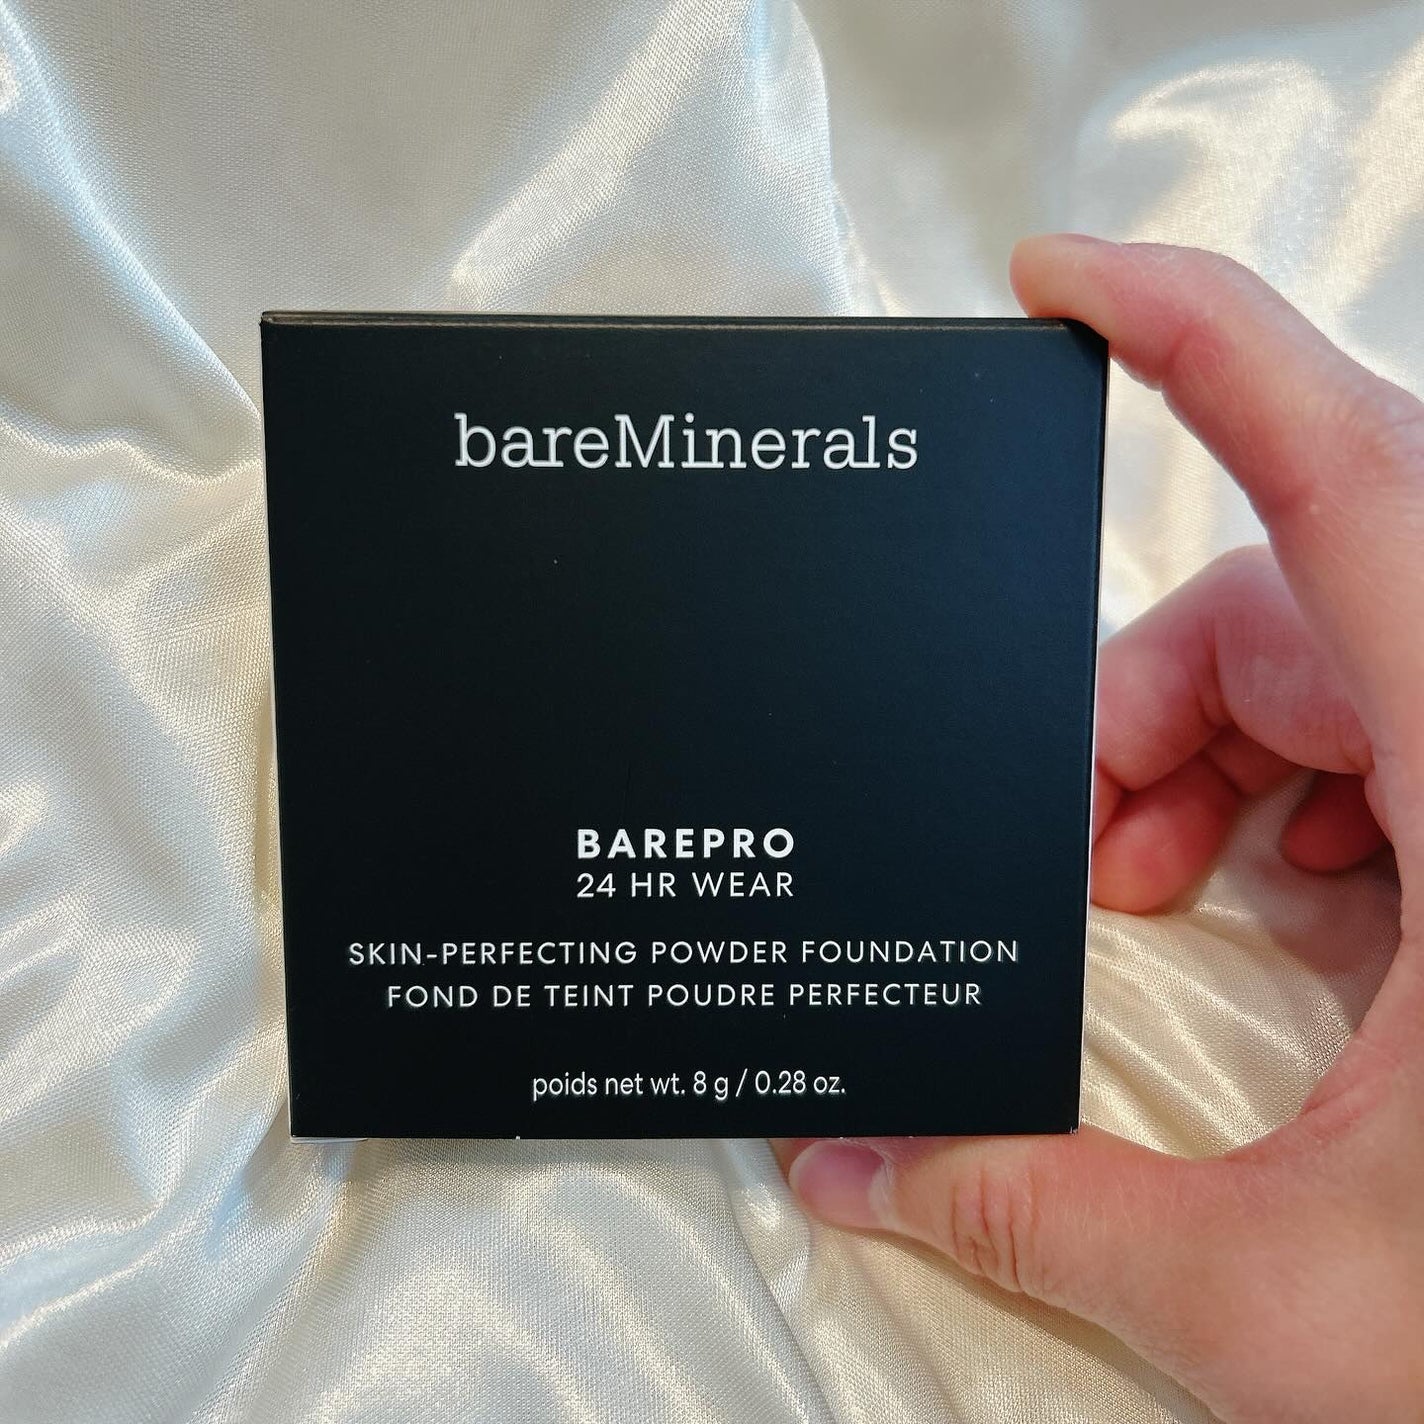 bareMinerals
BAREPRO
24 HR WEAR
SKIN-PERFECTING POWDER FOUNDATION
FOND DE TEINT POUDRE PERFECTEUR
poids net wt. 8 g / 0.28 oz.